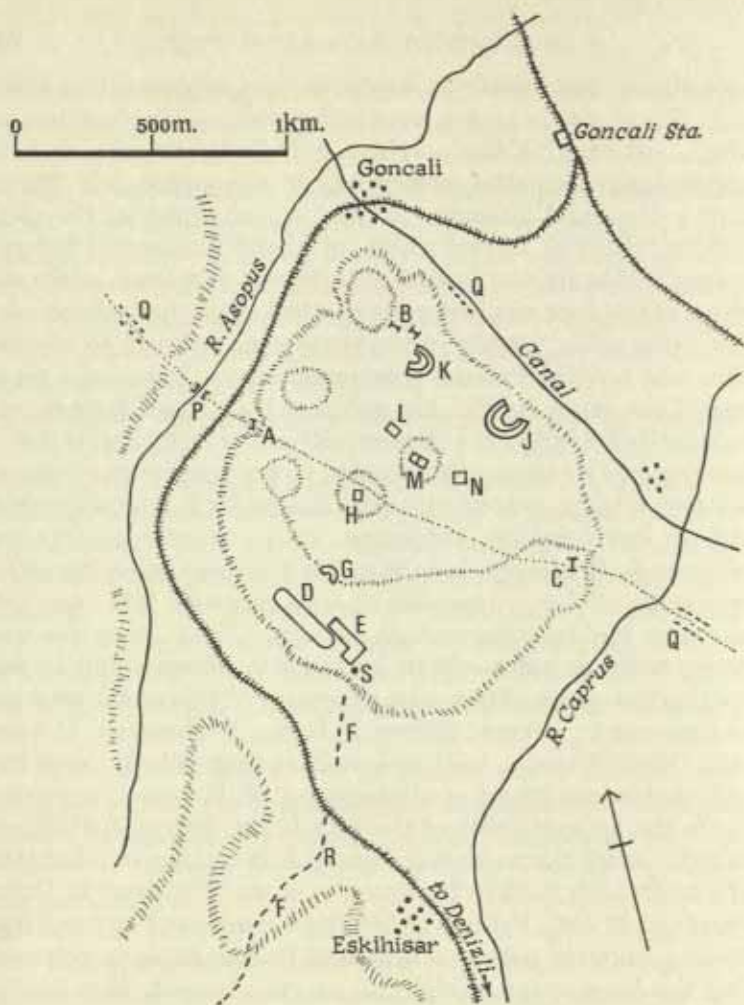 0 500m. 1km.
Goncali Sta.
Goncali
R. Asopus
Q
Q
B
K
Canal
P
A
L
J
M
N
H
C
G
D
E
Q
S
R. Caprus
F
R
F
to Denizli
Eskihisar